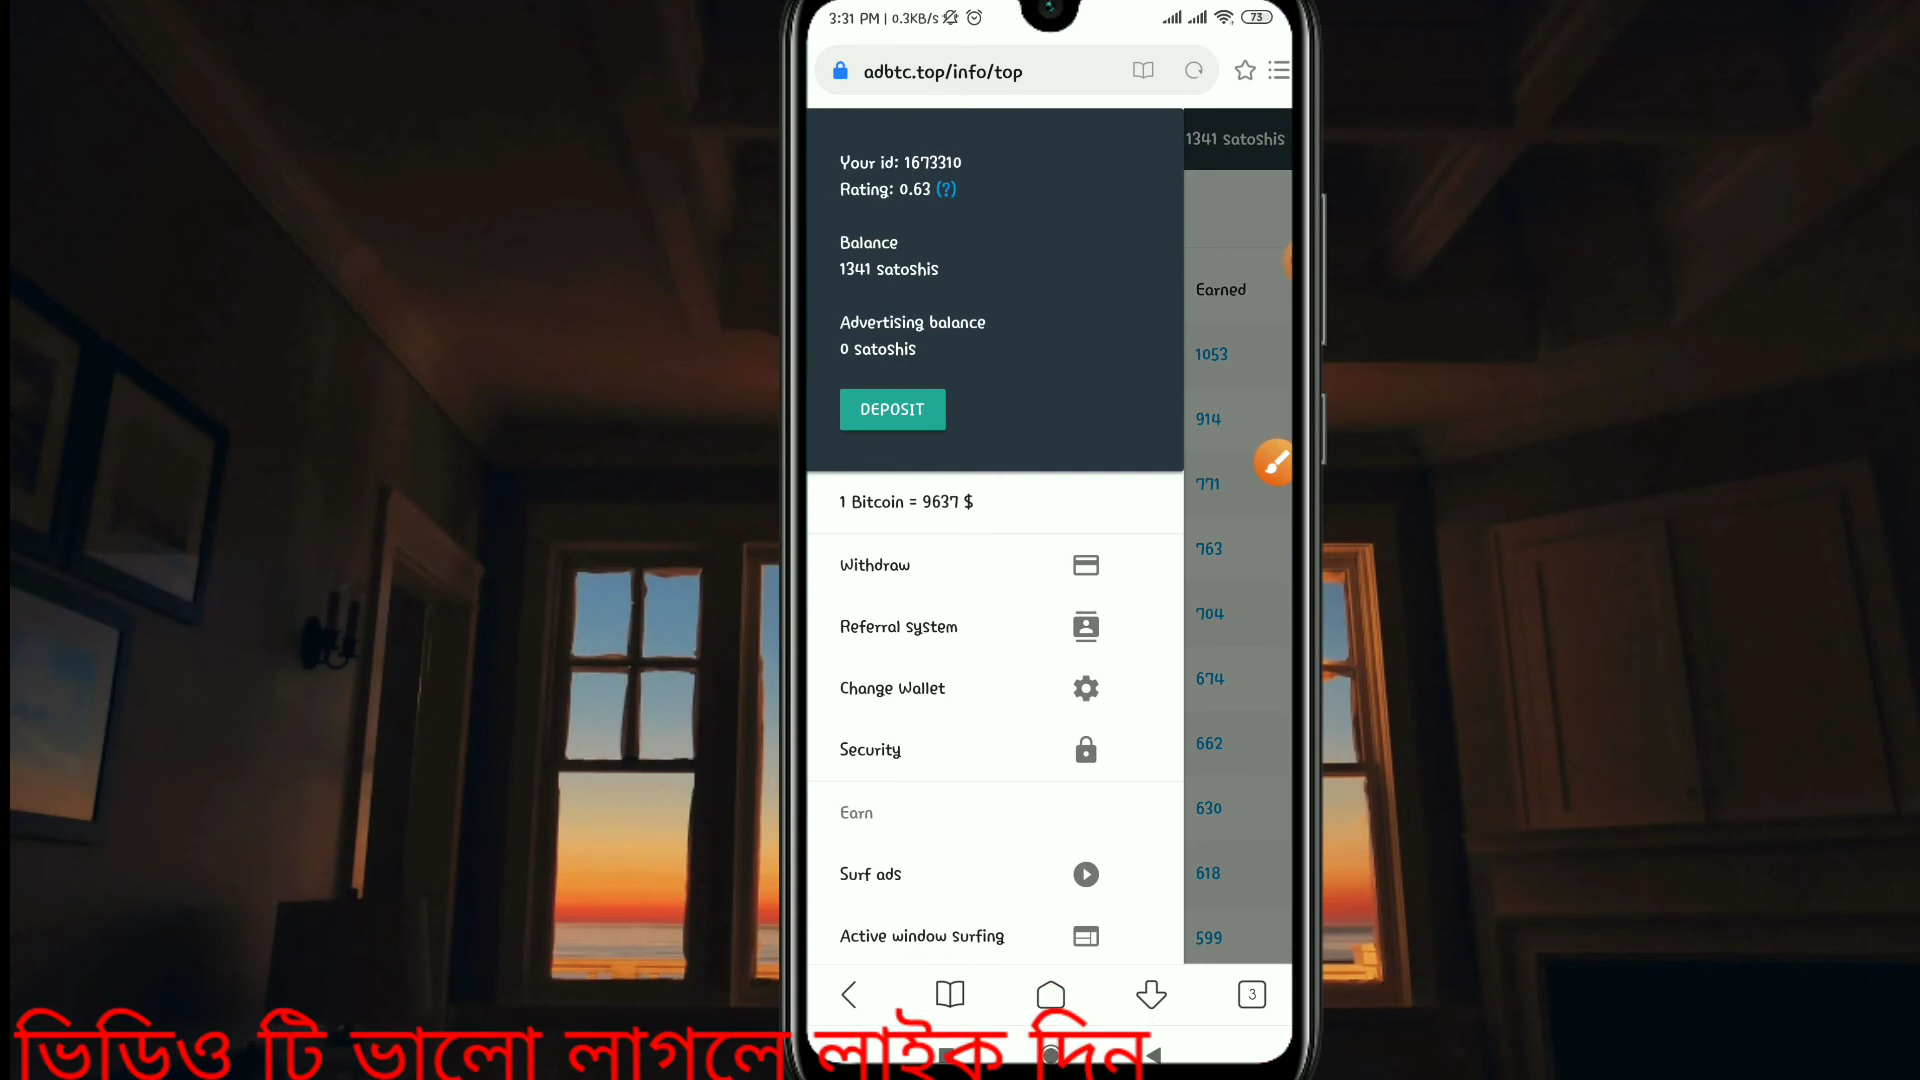 3:31 PM | 0.3KB/s
73
adbtc.top/info/top
1341 satoshis
Your id: 1673310
Rating: 0.63 (?)
Balance
1341 satoshis
Advertising balance
0 satoshis
DEPOSIT
Earned
1053
914
771
763
704
674
662
630
618
599
1 Bitcoin = 9637 $
Withdraw
Referral system
Change Wallet
Security
Earn
Surf ads
Active window surfing
3
ভিডিও টি ভালো লাগলে লাইক দিন